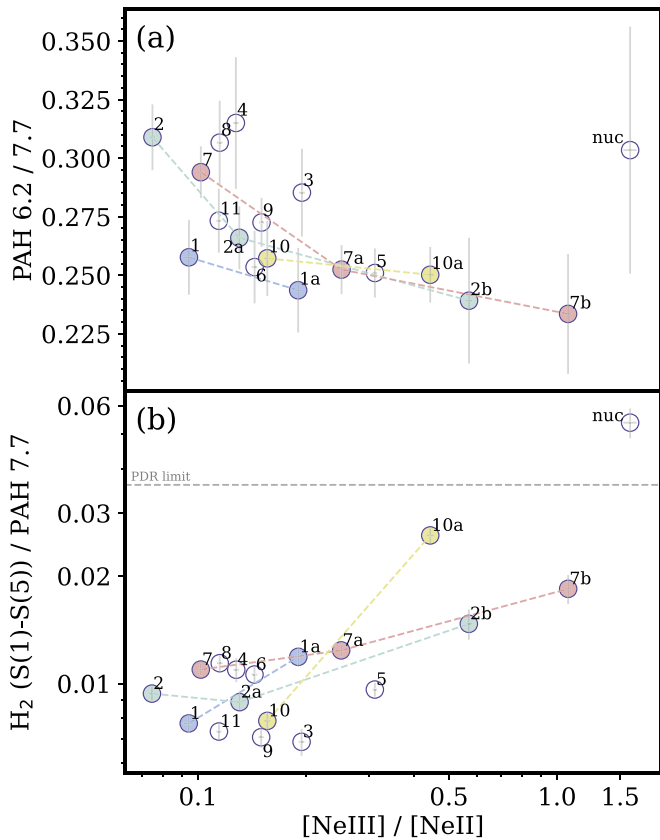 (a)
PAH 6.2 / 7.7
0.350
0.325
0.300
0.275
0.250
0.225
2
8
4
7
3
nuc
11
9
1
2a
10
6
1a
7a
5
10a
2b
7b
(b)
H₂ (S(1)-S(5)) / PAH 7.7
0.06
0.03
0.02
0.01
nuc
PDR limit
10a
7b
2b
1a
7a
7
8
4
6
2
2a
5
1
10
11
9
3
0.1
0.5
1.0
1.5
[NeIII] / [NeII]